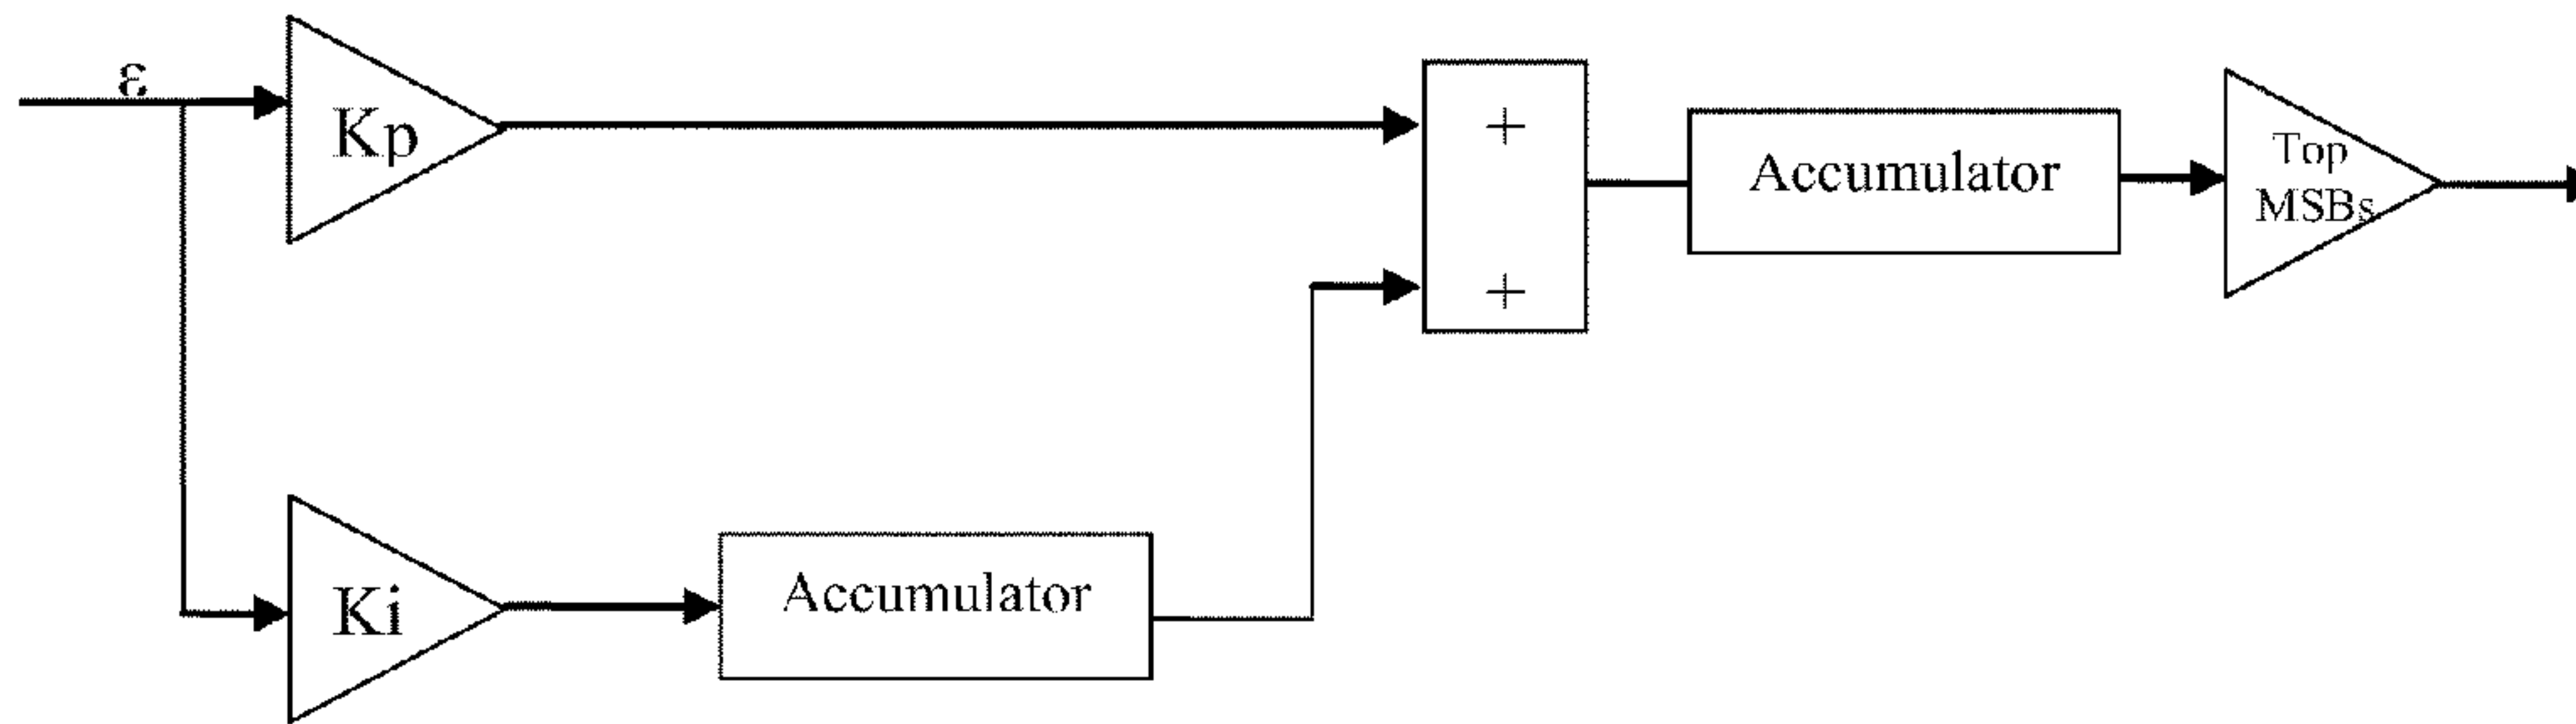 ε
Kp
+
+
Accumulator
Top
MSBs
Ki
Accumulator